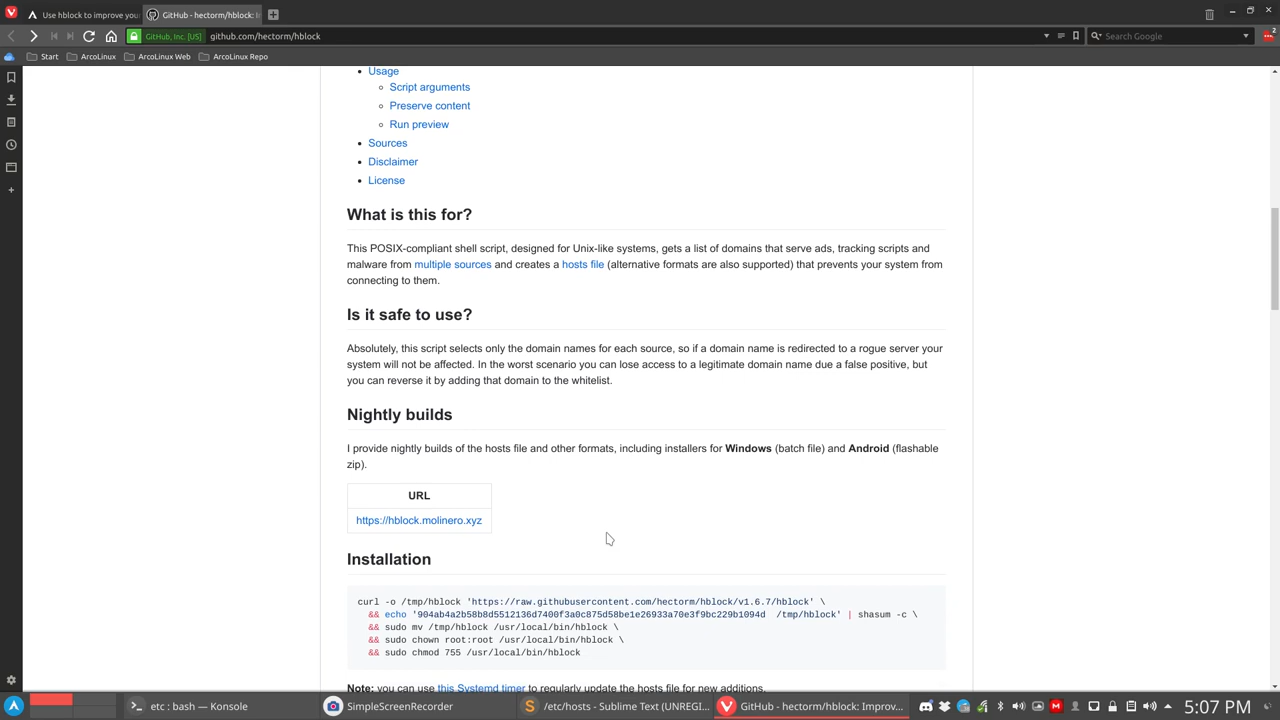 Use hblock to improve your
GitHub - hectorm/hblock: I
GitHub, Inc. [US]
github.com/hectorm/hblock
Search Google
2
Start
ArcoLinux
ArcoLinux Web
ArcoLinux Repo
Usage
Script arguments
Preserve content
Run preview
Sources
Disclaimer
License
What is this for?
This POSIX-compliant shell script, designed for Unix-like systems, gets a list of domains that serve ads, tracking scripts and
malware from multiple sources and creates a hosts file (alternative formats are also supported) that prevents your system from
connecting to them.
Is it safe to use?
Absolutely, this script selects only the domain names for each source, so if a domain name is redirected to a rogue server your
system will not be affected. In the worst scenario you can lose access to a legitimate domain name due a false positive, but
you can reverse it by adding that domain to the whitelist.
Nightly builds
I provide nightly builds of the hosts file and other formats, including installers for Windows (batch file) and Android (flashable
zip).
URL
https://hblock.molinero.xyz
Installation
curl -o /tmp/hblock 'https://raw.githubusercontent.com/hectorm/hblock/v1.6.7/hblock' \
&& echo '904ab4a2b58b8d5512136d7400f3a0c875d58be1e26933a70e3f9bc229b1094d  /tmp/hblock' | shasum -c \
&& sudo mv /tmp/hblock /usr/local/bin/hblock \
&& sudo chown root:root /usr/local/bin/hblock \
&& sudo chmod 755 /usr/local/bin/hblock
Note: you can use this Systemd timer to regularly update the hosts file for new additions.
etc : bash — Konsole
SimpleScreenRecorder
/etc/hosts - Sublime Text (UNREGI...
GitHub - hectorm/hblock: Improv...
5:07 PM